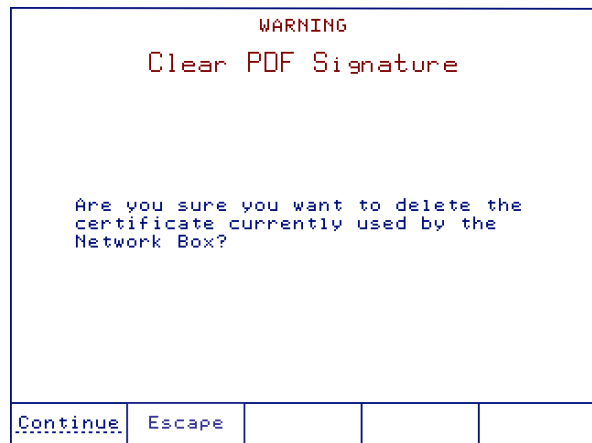 WARNING
Clear PDF Signature
Are you sure you want to delete the
certificate currently used by the
Network Box?
Continue Escape